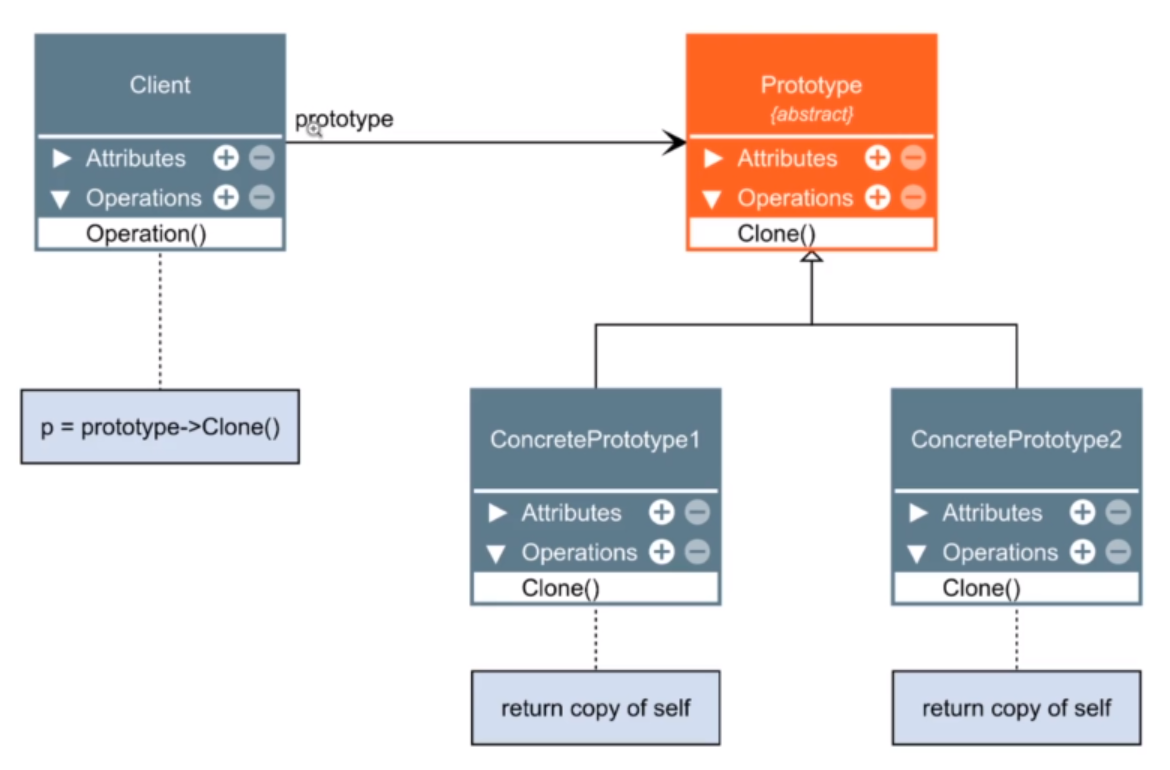 Client
Attributes
Operations
Operation()
prototype
Prototype
{abstract}
Attributes
Operations
Clone()
p = prototype->Clone()
ConcretePrototype1
Attributes
Operations
Clone()
return copy of self
ConcretePrototype2
Attributes
Operations
Clone()
return copy of self